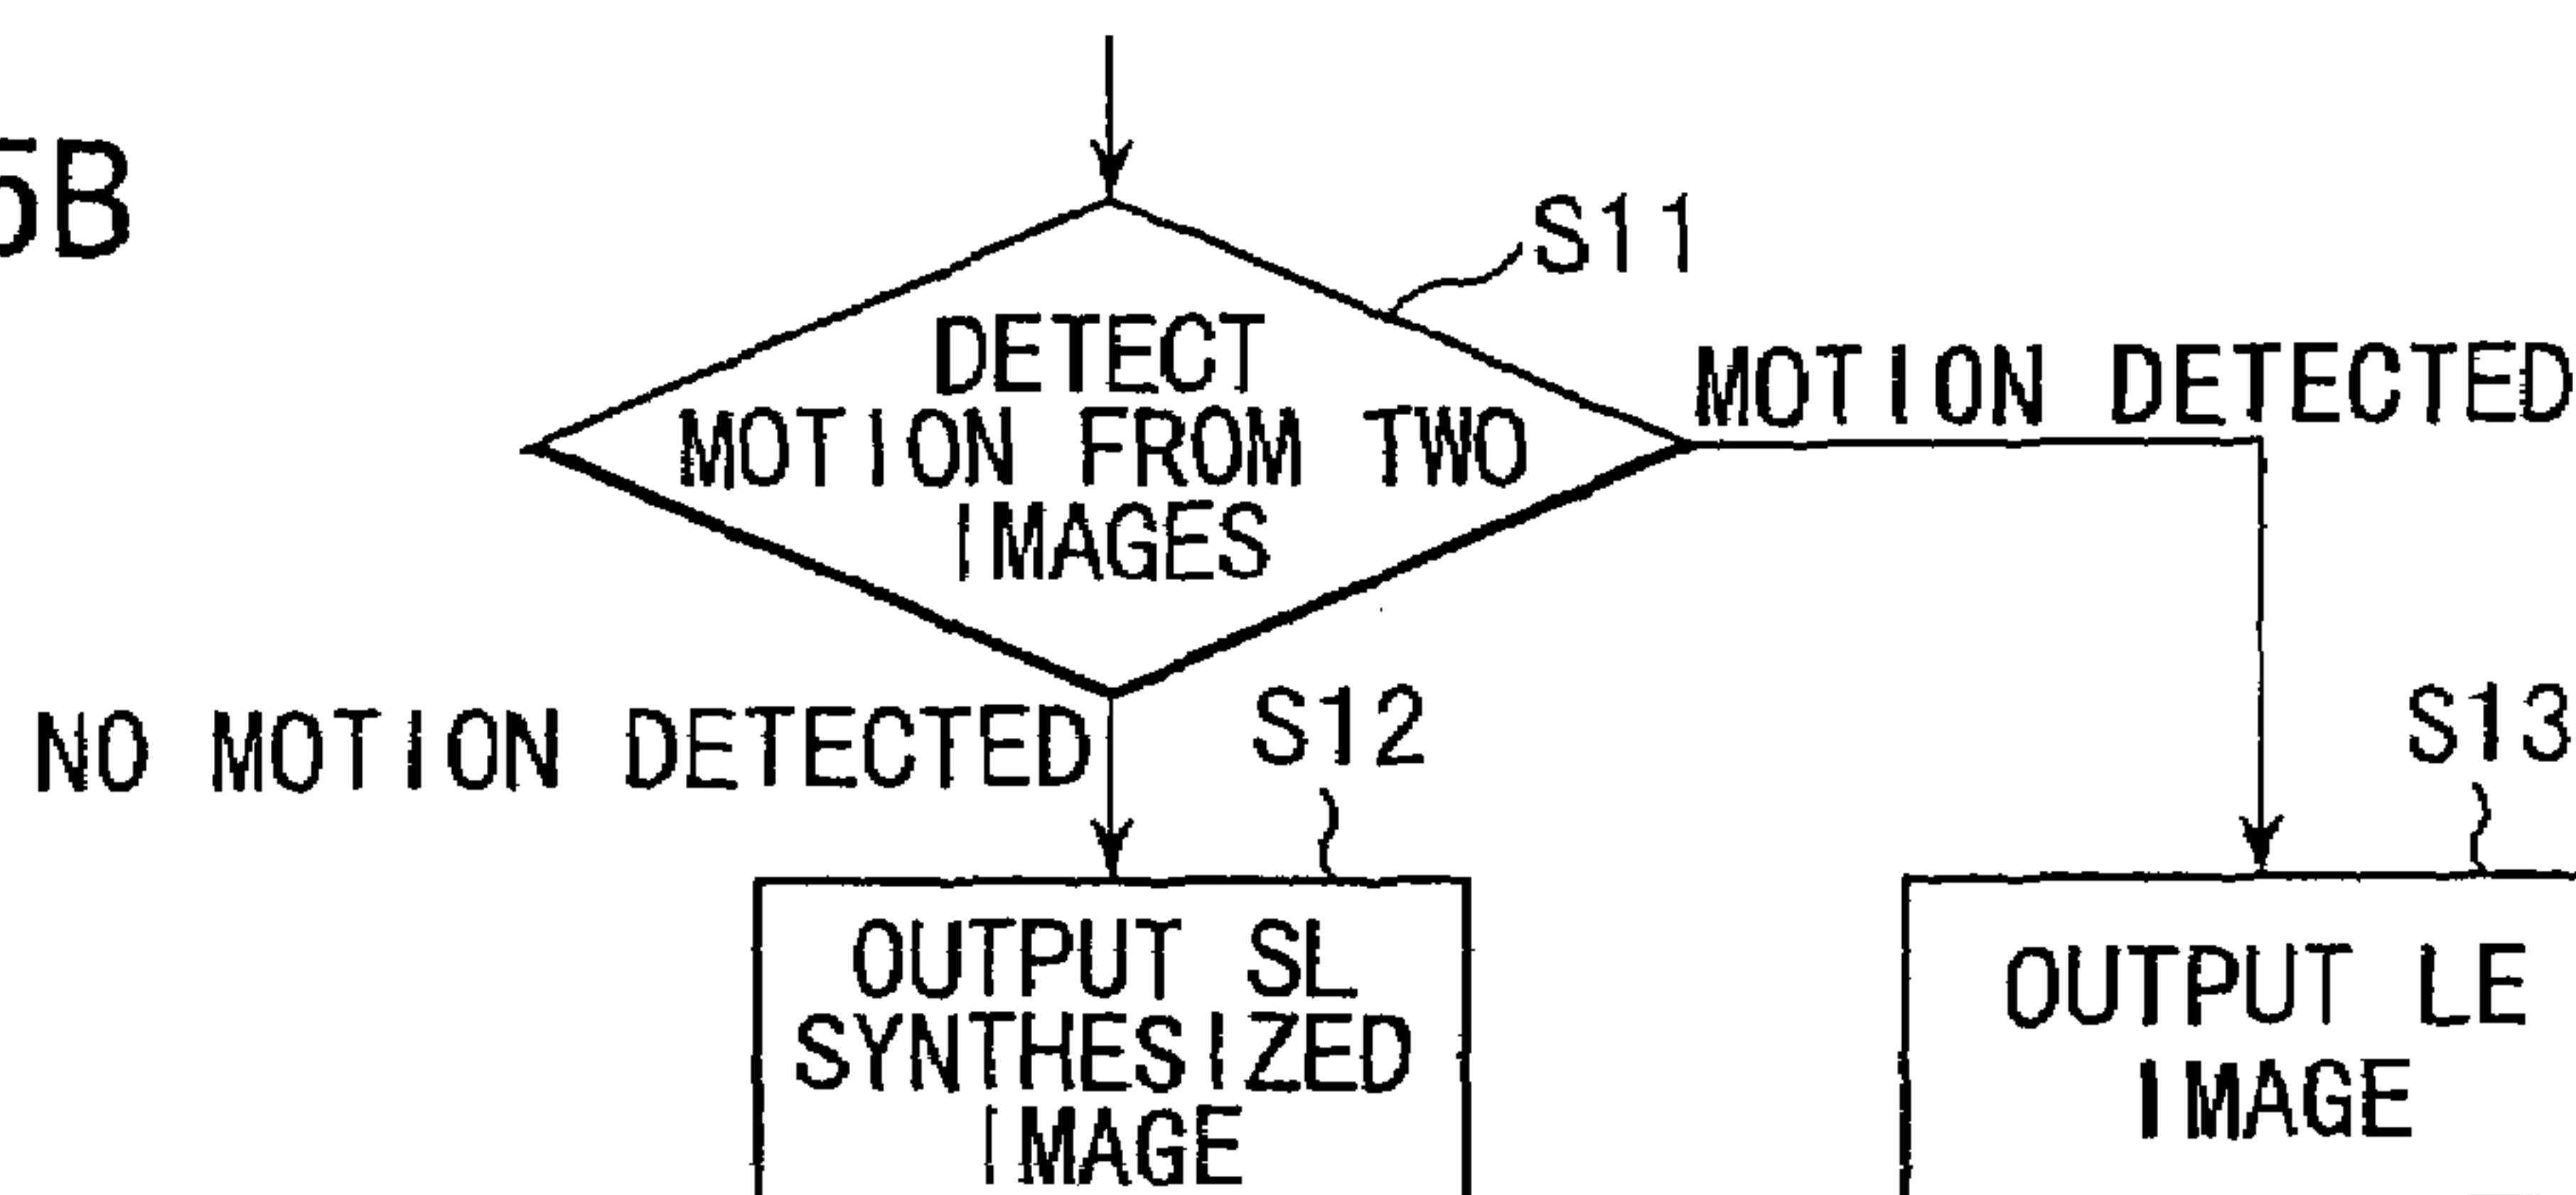 5B
S11
DETECT
MOTION FROM TWO
IMAGES
MOTION DETECTED
NO MOTION DETECTED
S12
S13
OUTPUT SL
SYNTHESIZED
IMAGE
OUTPUT LE
IMAGE